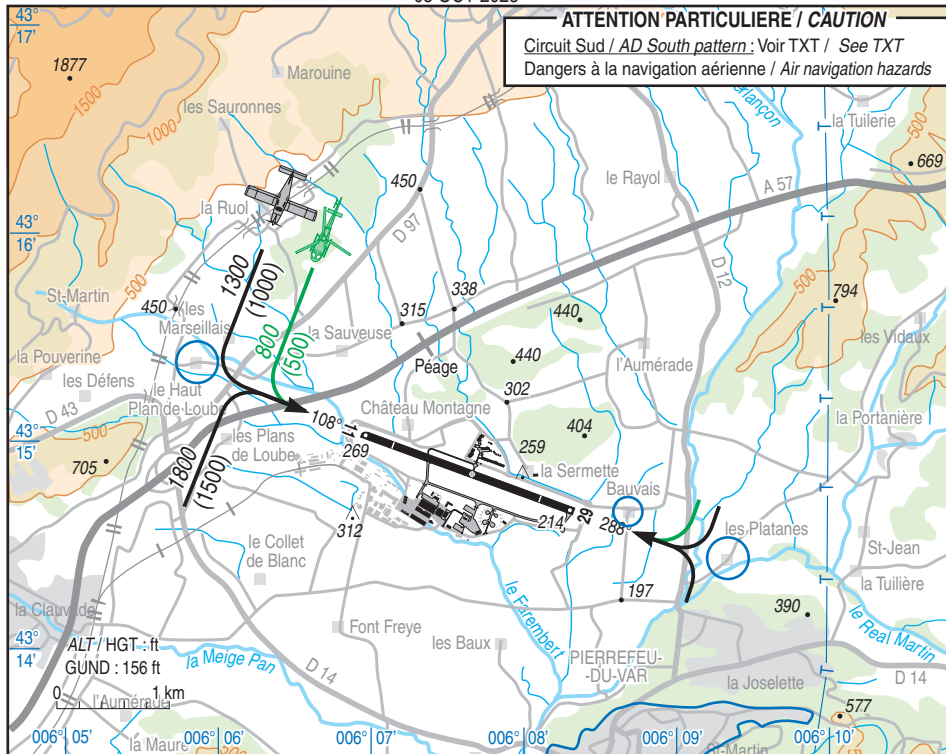 43°
17'
ATTENTION PARTICULIERE / CAUTION
Circuit Sud / AD South pattern : Voir TXT / See TXT
Dangers à la navigation aérienne / Air navigation hazards
1877
1500
1000
500
Marouine
les Sauronnes
la Tuilerie
500
669
le Rayol
A 57
450
la Ruol
D 97
43°
16'
D 12
1300
(1000)
800
(500)
St-Martin
450
les
Marseillais
315
338
la Sauveuse
440
500
794
les Vidaux
la Pouverine
Péage
440
l'Aumérade
les Défens
le Haut
Plan de Loube
302
D 43
108°
11
Château Montagne
404
la Portanière
43°
15'
500
705
les Plans
de Loube
269
259
la Sermette
1800
(1500)
Bauvais
312
214
29
288°
les Platanes
le Collet
de Blanc
St-Jean
la Tuilière
la Clauvade
197
390
le Farembert
le Real Martin
43°
14'
ALT / HGT : ft
GUND : 156 ft
Font Freye
les Baux
la Meige Pan
PIERREFEU-
-DU-VAR
D 14
la Joselette
D 14
0 1 km
l'Aumérade
577
006° 05'
006° 06'
006° 07'
006° 08'
006° 09'
006° 10'
la Maure
St-Martin